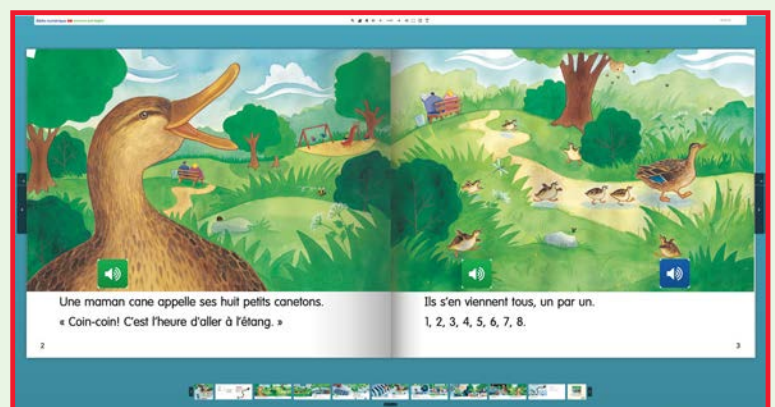 Une maman cane appelle ses huit petits canetons.
« Coin-coin! C'est l'heure d'aller à l'étang. »
2
Ils s'en viennent tous, un par un.
1, 2, 3, 4, 5, 6, 7, 8.
3